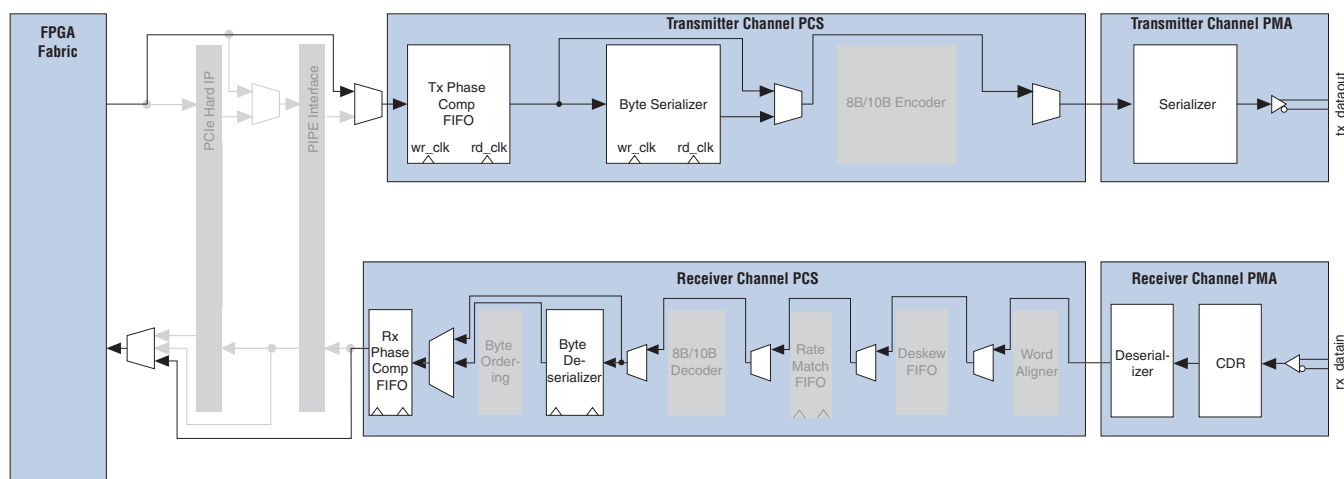 FPGA
Fabric
PCIe Hard IP
PIPE Interface
Transmitter Channel PCS
Tx Phase
Comp
FIFO
wr_clk
rd_clk
Byte Serializer
wr_clk
rd_clk
8B/10B Encoder
Transmitter Channel PMA
Serializer
tx_dataout
Receiver Channel PCS
Rx
Phase
Comp
FIFO
Byte
Order-
ing
Byte
De-
serializer
8B/10B
Decoder
Rate
Match
FIFO
Deskew
FIFO
Word
Aligner
Receiver Channel PMA
Deserial-
izer
CDR
rx_datain